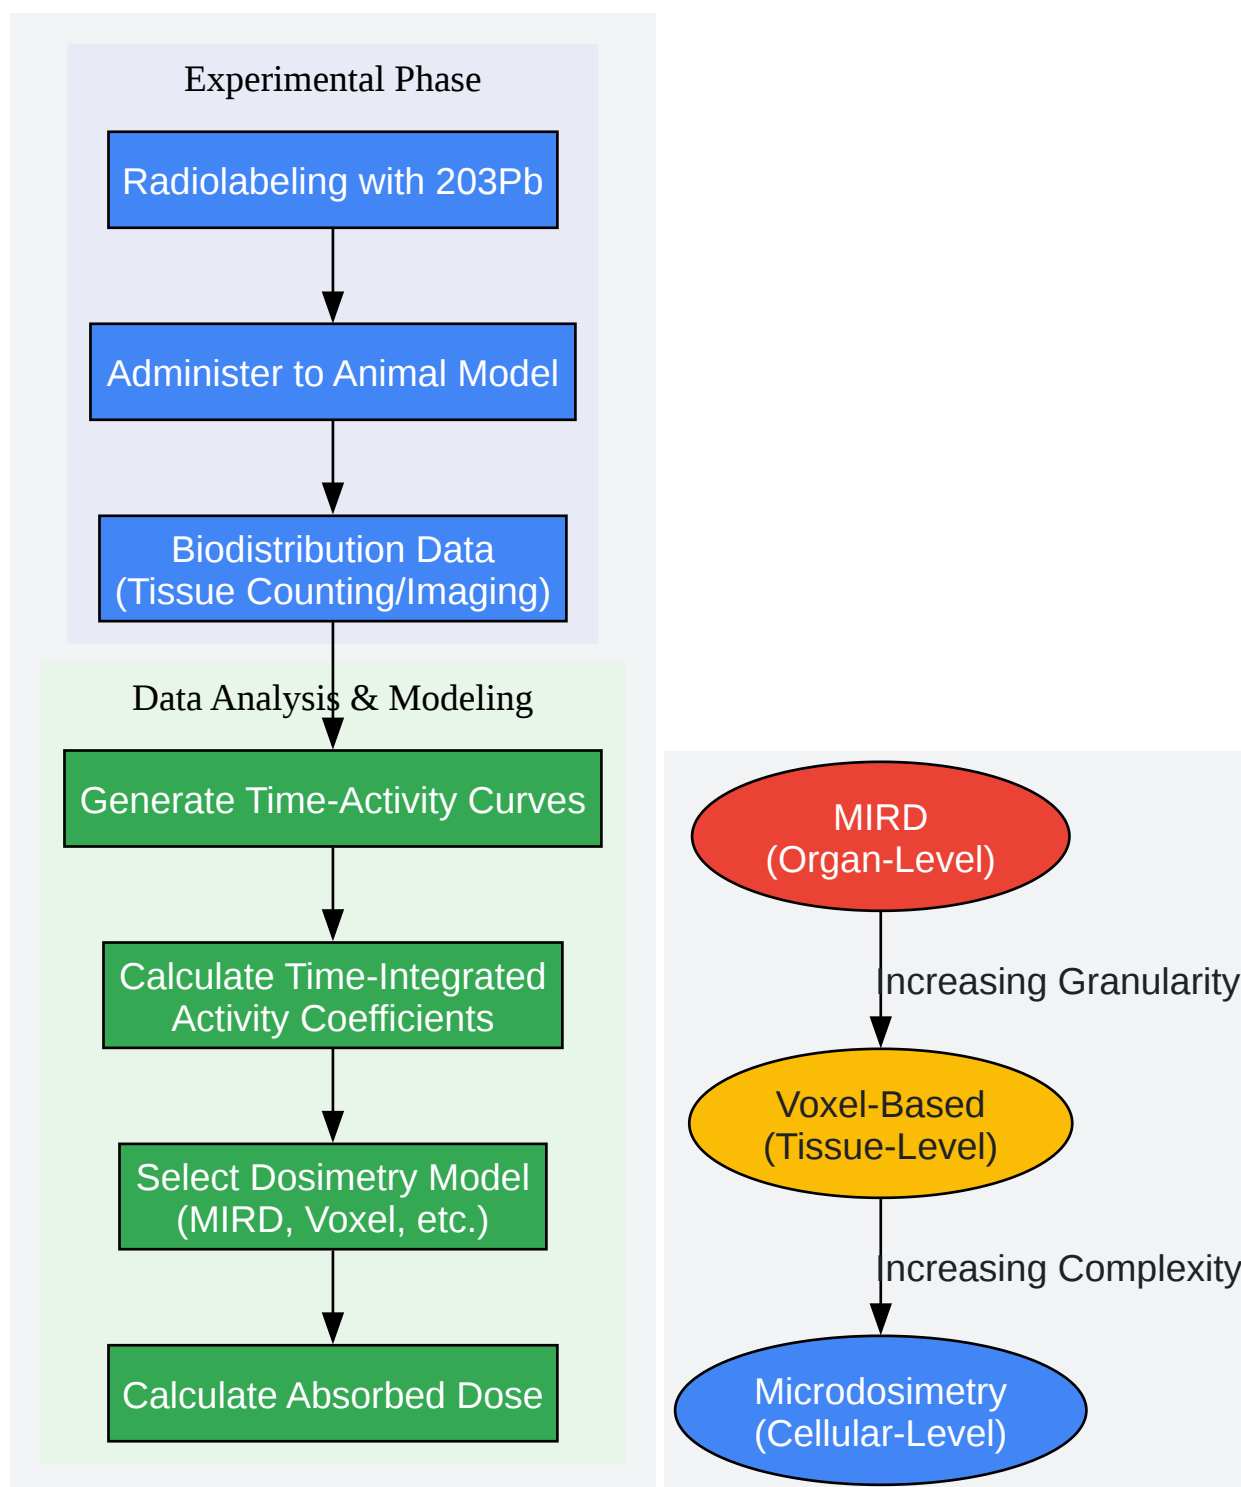 Experimental Phase
Radiolabeling with 203Pb
Administer to Animal Model
Biodistribution Data
(Tissue Counting/Imaging)
Data Analysis & Modeling
Generate Time-Activity Curves
Calculate Time-Integrated
Activity Coefficients
Select Dosimetry Model
(MIRD, Voxel, etc.)
Calculate Absorbed Dose
MIRD
(Organ-Level)
Increasing Granularity
Voxel-Based
(Tissue-Level)
Increasing Complexity
Microdosimetry
(Cellular-Level)